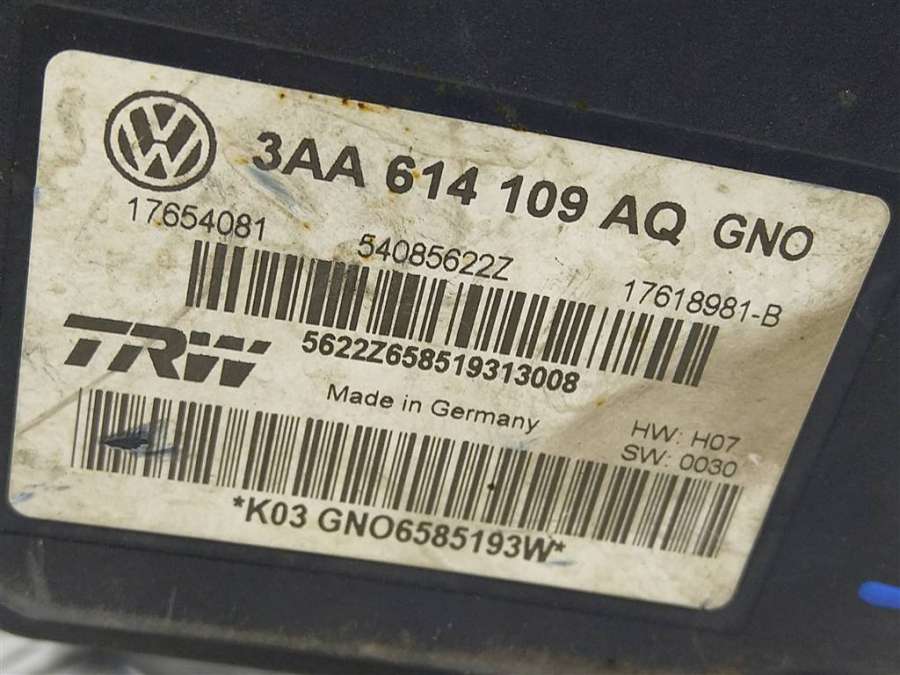 VW
3AA 614 109 AQ GNO
17654081
54085622Z
17618981-B
TRW
5622Z658519313008
Made in Germany
HW: H07
SW: 0030
*K03 GNO6585193W*